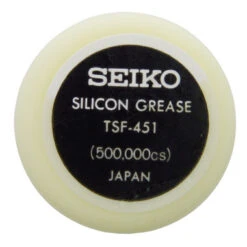 SEIKO
SILICON GREASE
TSF-451
(500,000cs)
JAPAN